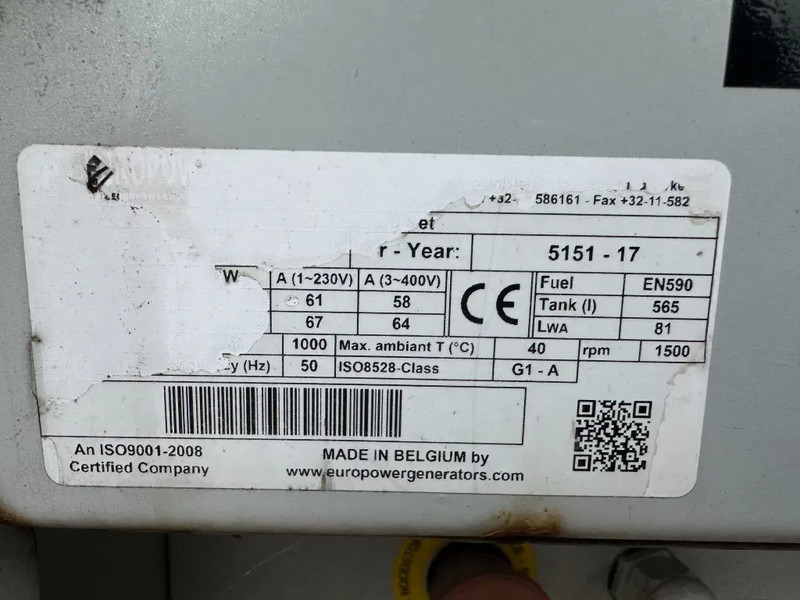 +32- 586161 - Fax +32-11-582
et
r - Year: 5151 - 17
W A (1~230V) A (3~400V) CE Fuel EN590
61 58 Tank (l) 565
67 64 LWA 81
1000 Max. ambiant T (°C) 40 rpm 1500
cy (Hz) 50 ISO8528-Class G1 - A
An ISO9001-2008
Certified Company
MADE IN BELGIUM by
www.europowergenerators.com